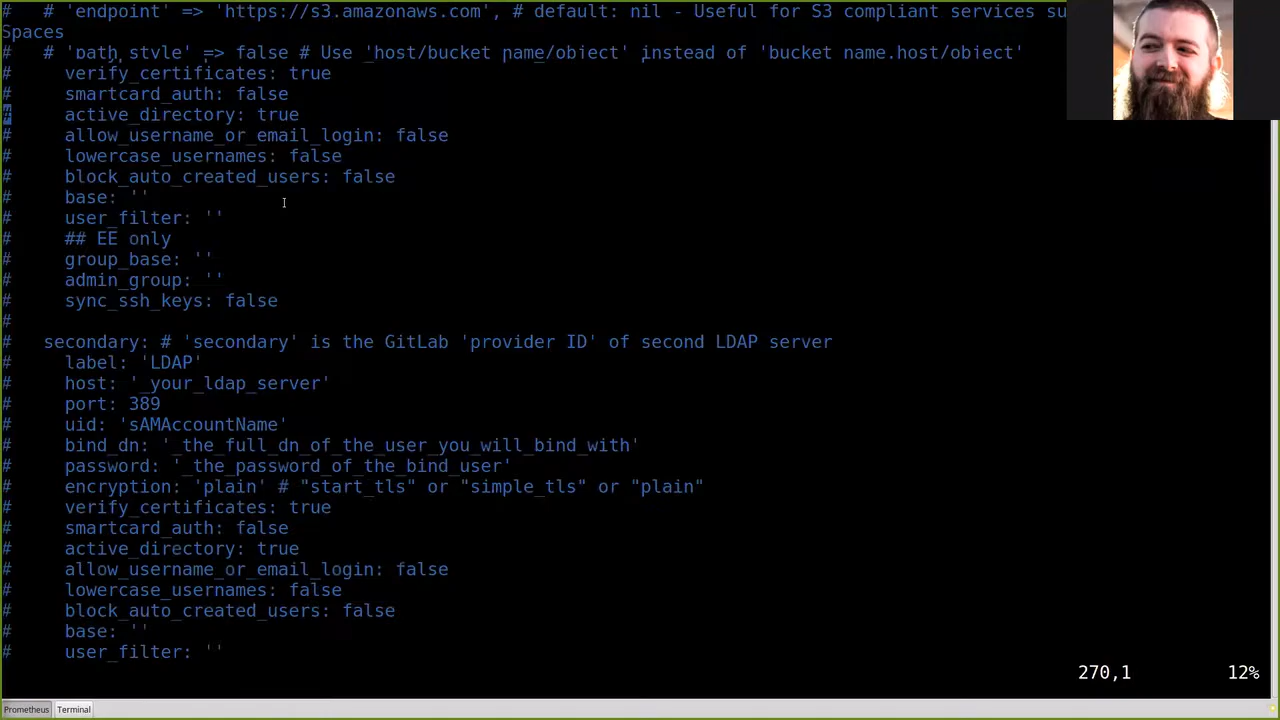 #   # 'endpoint' => 'https://s3.amazonaws.com', # default: nil - Useful for S3 compliant services su
Spaces
#   # 'path_style' => false # Use 'host/bucket_name/object' instead of 'bucket_name.host/object'
#     verify_certificates: true
#     smartcard_auth: false
#     active_directory: true
#     allow_username_or_email_login: false
#     lowercase_usernames: false
#     block_auto_created_users: false
#     base: ''
#     user_filter: ''
#     ## EE only
#     group_base: ''
#     admin_group: ''
#     sync_ssh_keys: false
#
#   secondary: # 'secondary' is the GitLab 'provider ID' of second LDAP server
#     label: 'LDAP'
#     host: '_your_ldap_server'
#     port: 389
#     uid: 'sAMAccountName'
#     bind_dn: '_the_full_dn_of_the_user_you_will_bind_with'
#     password: '_the_password_of_the_bind_user'
#     encryption: 'plain' # "start_tls" or "simple_tls" or "plain"
#     verify_certificates: true
#     smartcard_auth: false
#     active_directory: true
#     allow_username_or_email_login: false
#     lowercase_usernames: false
#     block_auto_created_users: false
#     base: ''
#     user_filter: ''
270,1 12%
Prometheus Terminal